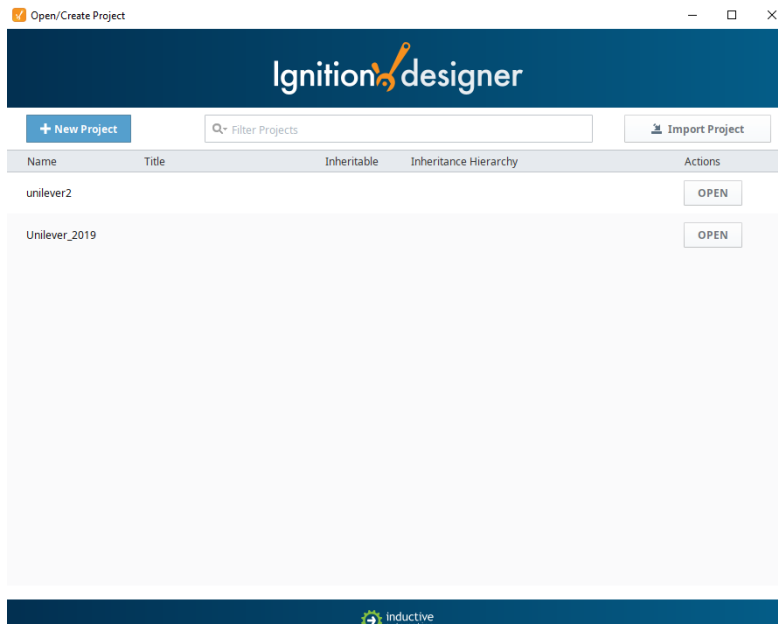 Open/Create Project
Ignition designer
New Project
Filter Projects
Import Project
Name Title Inheritable Inheritance Hierarchy Actions
unilever2 OPEN
Unilever_2019 OPEN
inductive